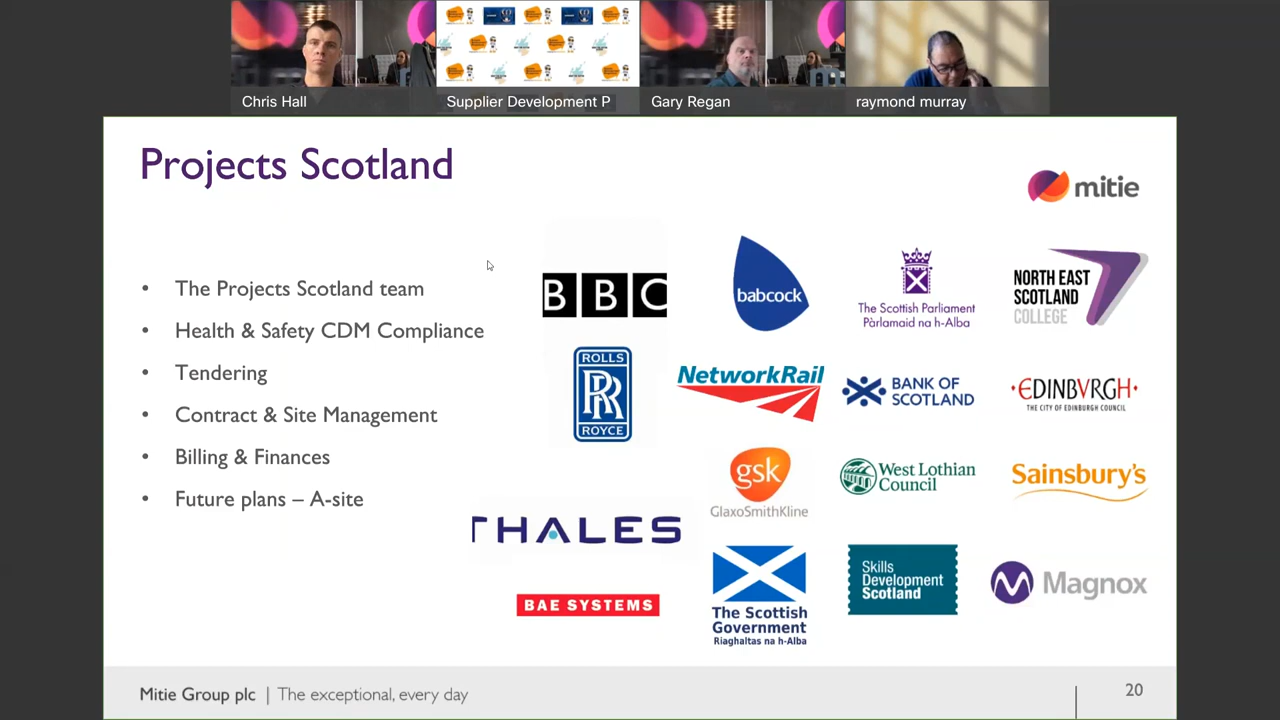 Chris Hall
Supplier Development P
Gary Regan
raymond murray
Projects Scotland
mitie
• The Projects Scotland team
• Health & Safety CDM Compliance
• Tendering
• Contract & Site Management
• Billing & Finances
• Future plans – A-site
BBC
babcock
The Scottish Parliament
Pàrlamaid na h-Alba
NORTH EAST
SCOTLAND
COLLEGE
ROLLS
RR
ROYCE
NetworkRail
BANK OF
SCOTLAND
·EDINBVRGH·
THE CITY OF EDINBURGH COUNCIL
gsk
GlaxoSmithKline
West Lothian
Council
Sainsbury's
THALES
BAE SYSTEMS
The Scottish
Government
Riaghaltas na h-Alba
Skills
Development
Scotland
Magnox
Mitie Group plc | The exceptional, every day
20